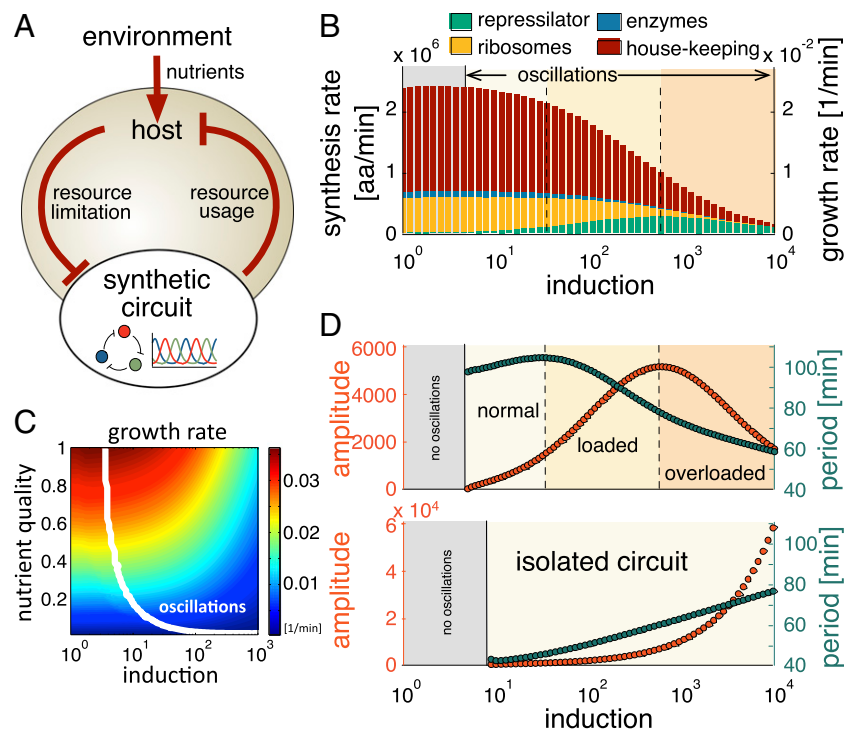 A
environment
nutrients
host
resource
limitation
resource
usage
synthetic
circuit
B
repressilator
enzymes
ribosomes
house-keeping
x 10^6
x 10^-2
oscillations
synthesis rate
[aa/min]
2
1
0
growth rate [1/min]
2
1
0
10^0 10^1 10^2 10^3 10^4
induction
C
growth rate
nutrient quality
1
0.8
0.6
0.4
0.2
oscillations
0.03
0.02
0.01
[1/min]
10^0 10^1 10^2 10^3
induction
D
amplitude
6000
4000
2000
0
no oscillations
normal
loaded
overloaded
period [min]
100
80
60
40
x 10^4
amplitude
6
4
2
0
no oscillations
isolated circuit
period [min]
100
80
60
40
10^0 10^1 10^2 10^3 10^4
induction